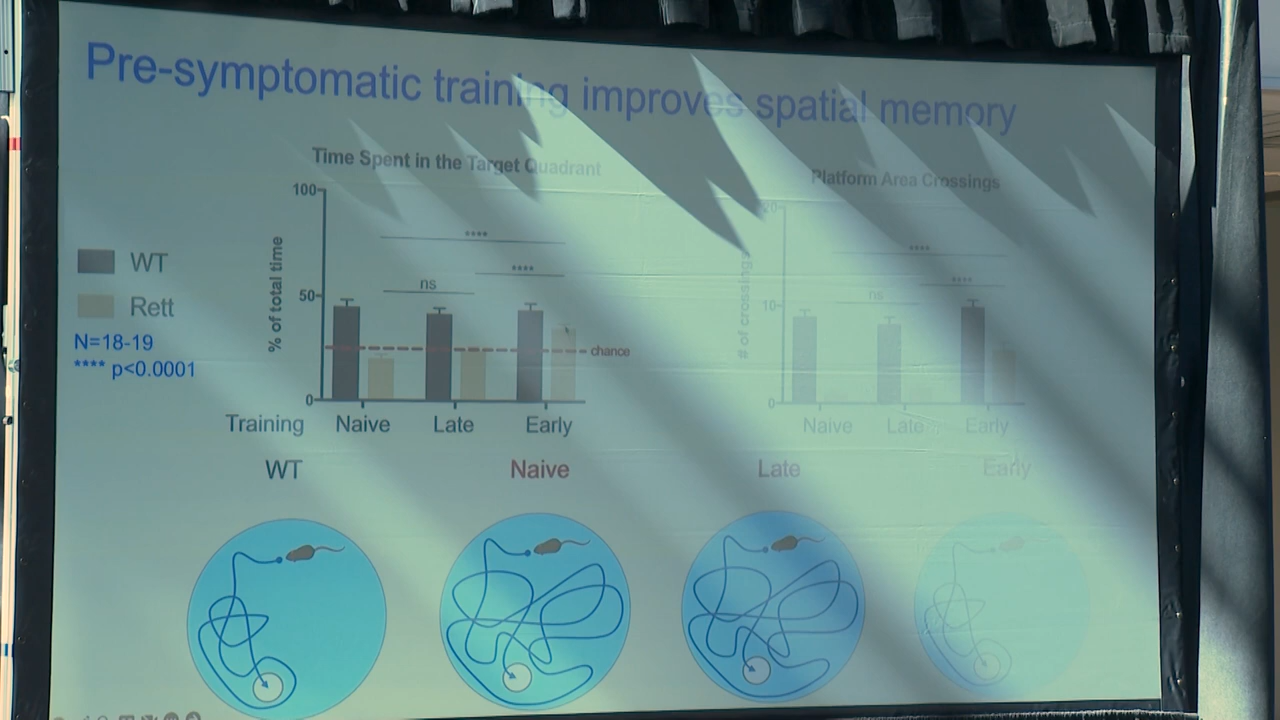 Pre-symptomatic training improves spatial memory
Time Spent in the Target Quadrant
Platform Area Crossings
WT
Rett
N=18-19
**** p<0.0001
% of total time
100
50
0
****
****
ns
chance
# of crossings
20
10
0
****
****
ns
Training Naive Late Early
Naive Late Early
WT Naive Late Early